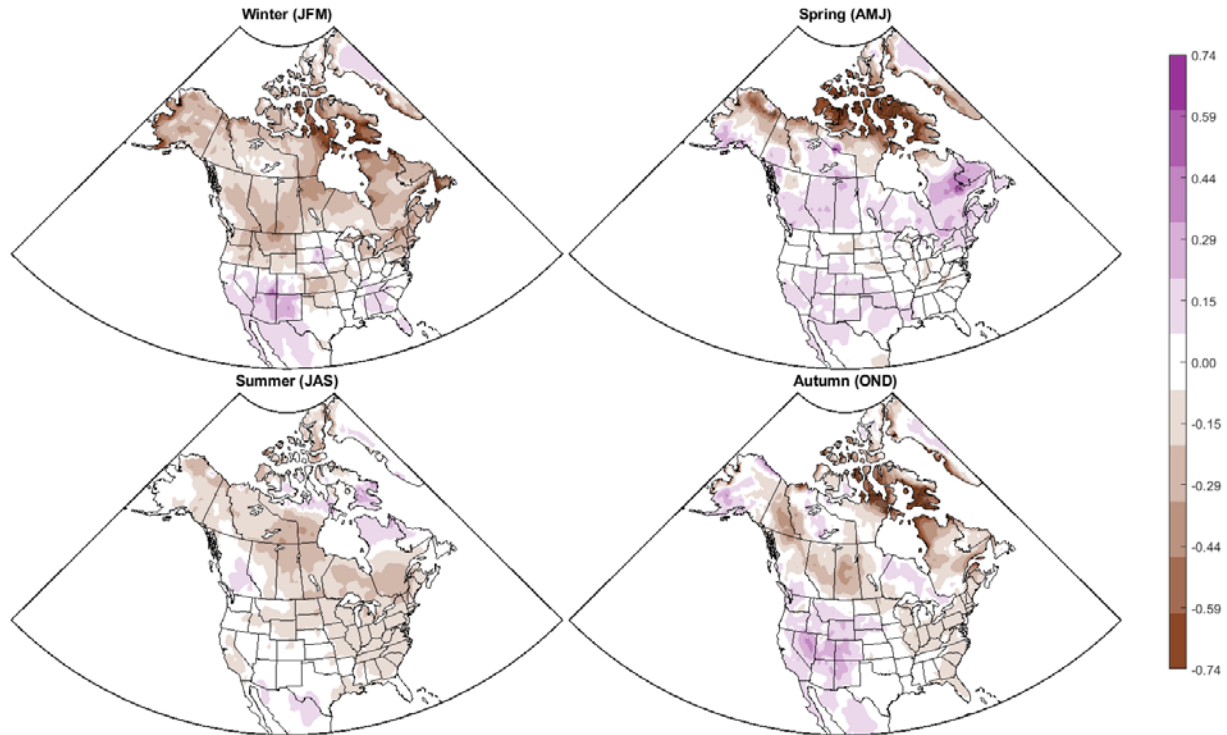 Winter (JFM)
Spring (AMJ)
Summer (JAS)
Autumn (OND)
0.74
0.59
0.44
0.29
0.15
0.00
-0.15
-0.29
-0.44
-0.59
-0.74